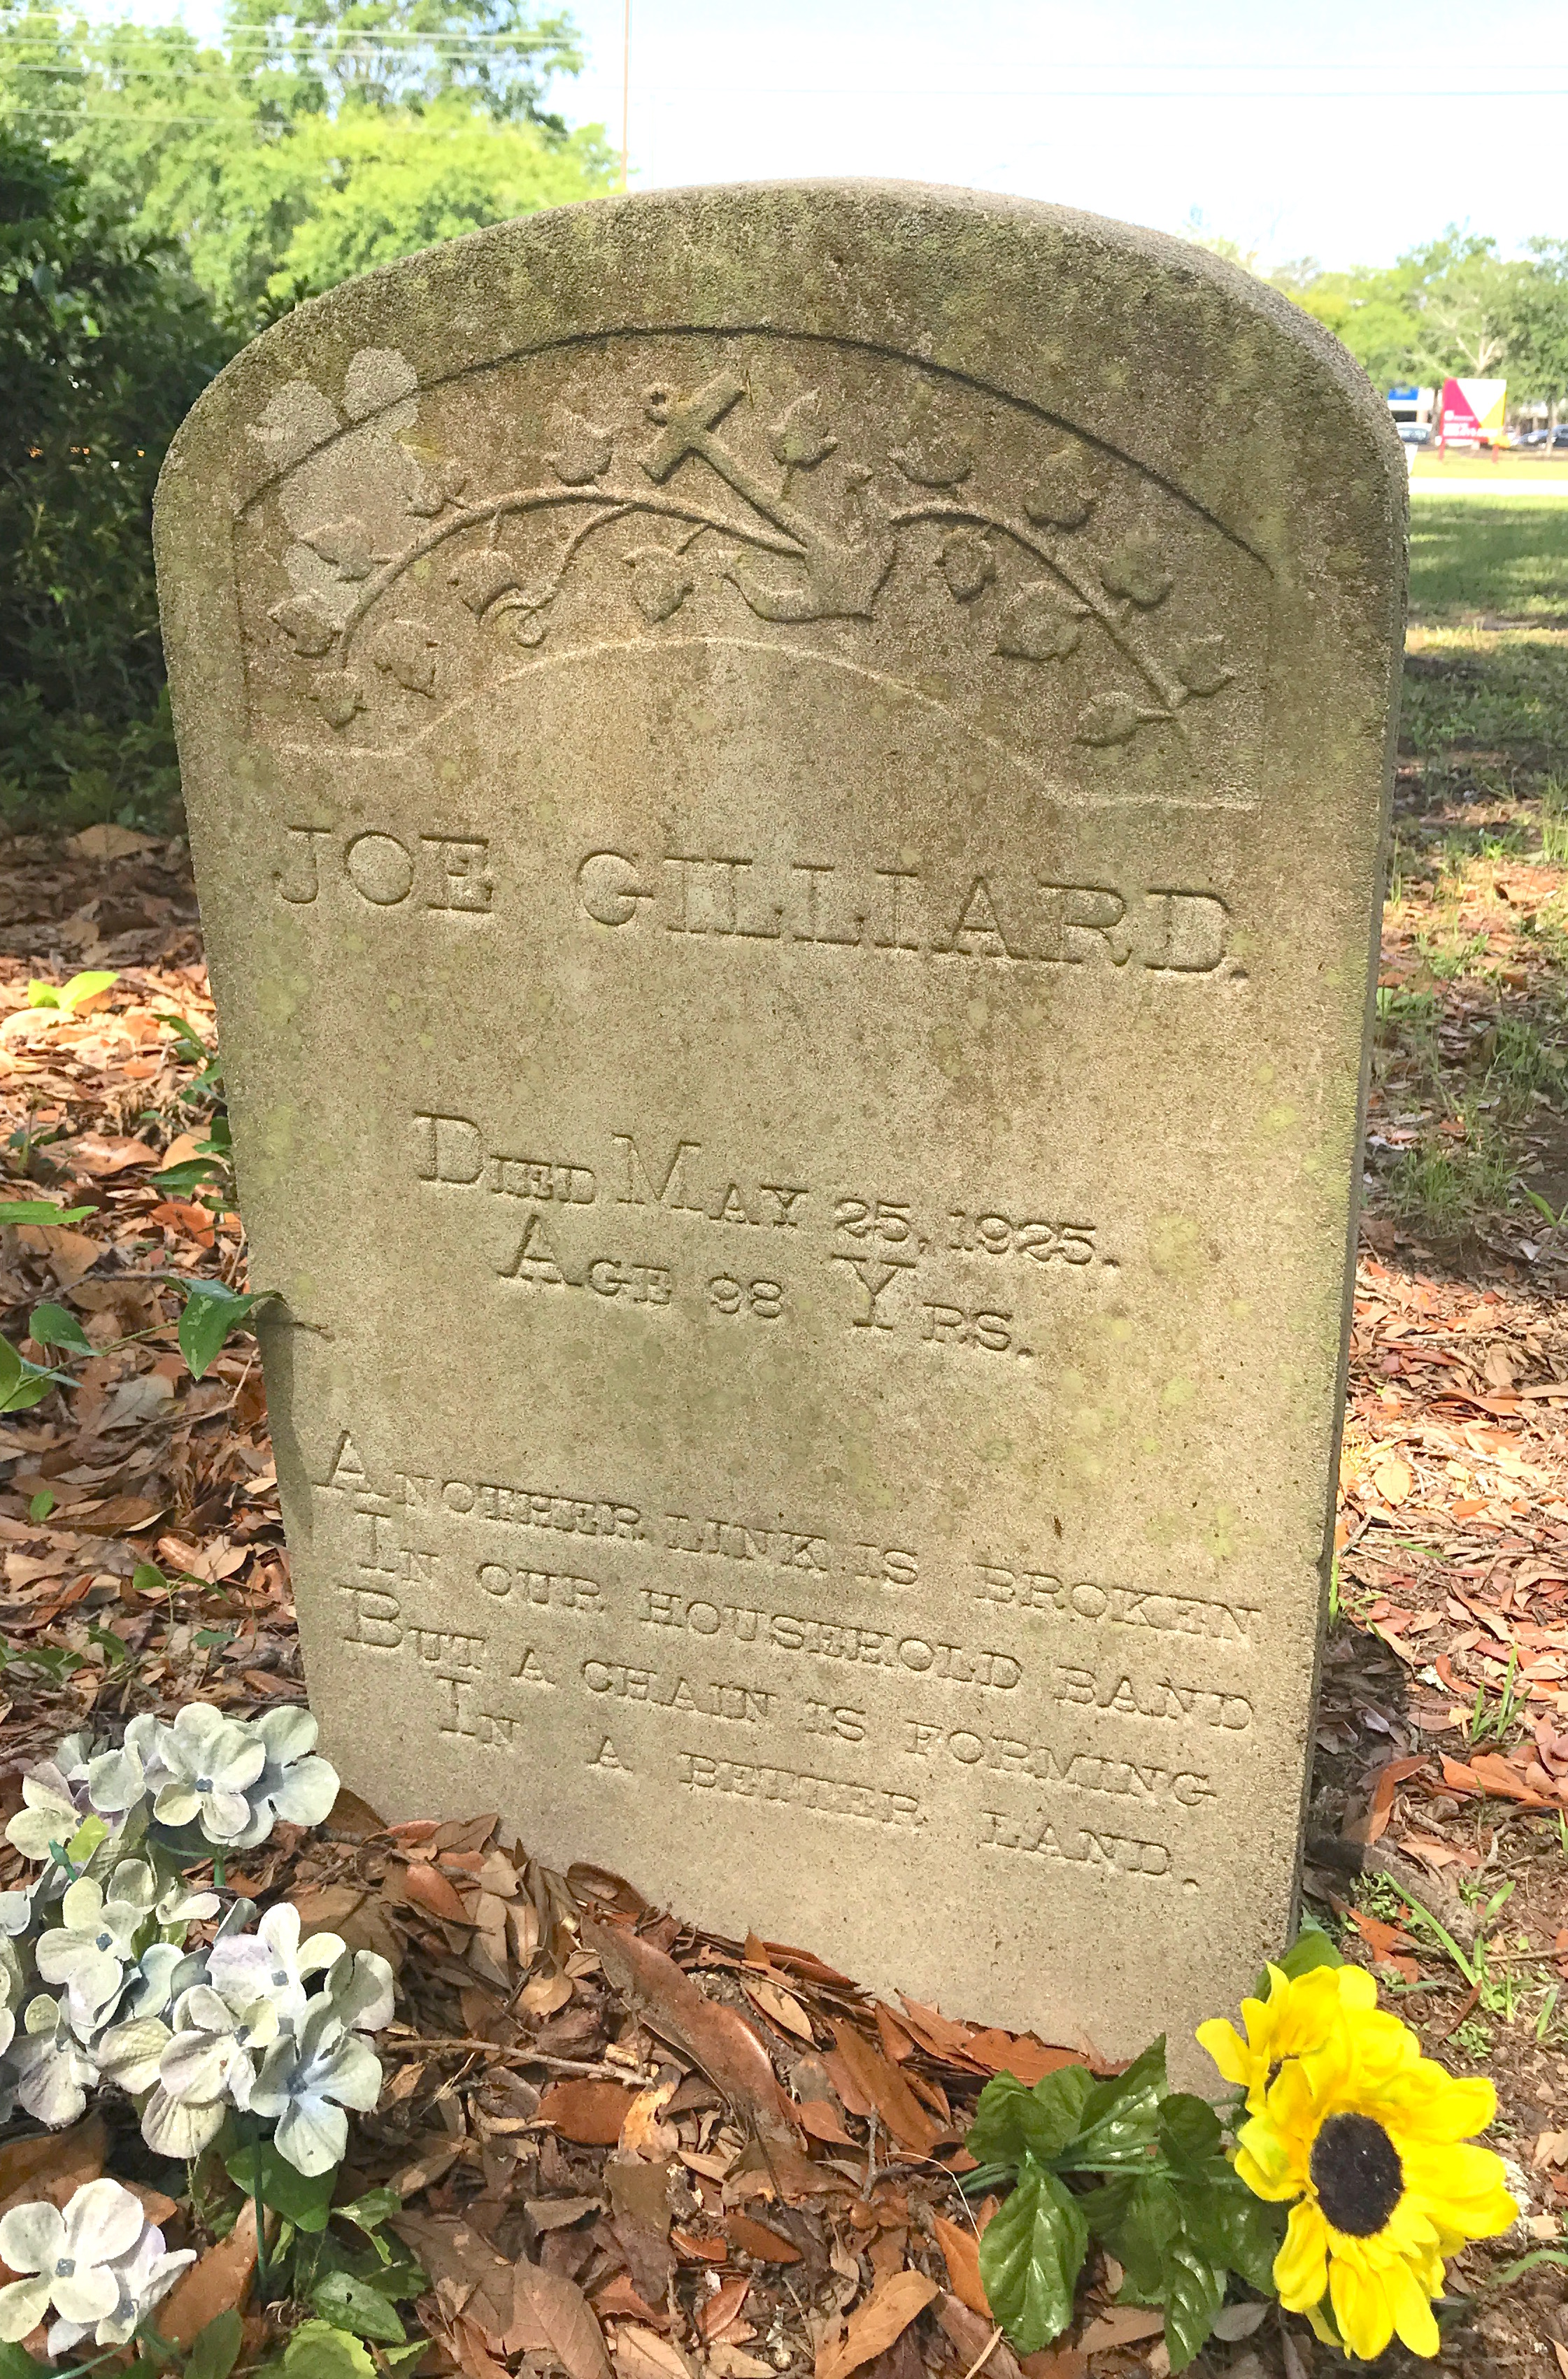 JOE GILLIARD.
DIED MAY 25, 1925.
AGE 98 YRS.
ANOTHER LINK IS BROKEN
IN OUR HOUSEHOLD BAND
BUT A CHAIN IS FORMING
IN A BETTER LAND.